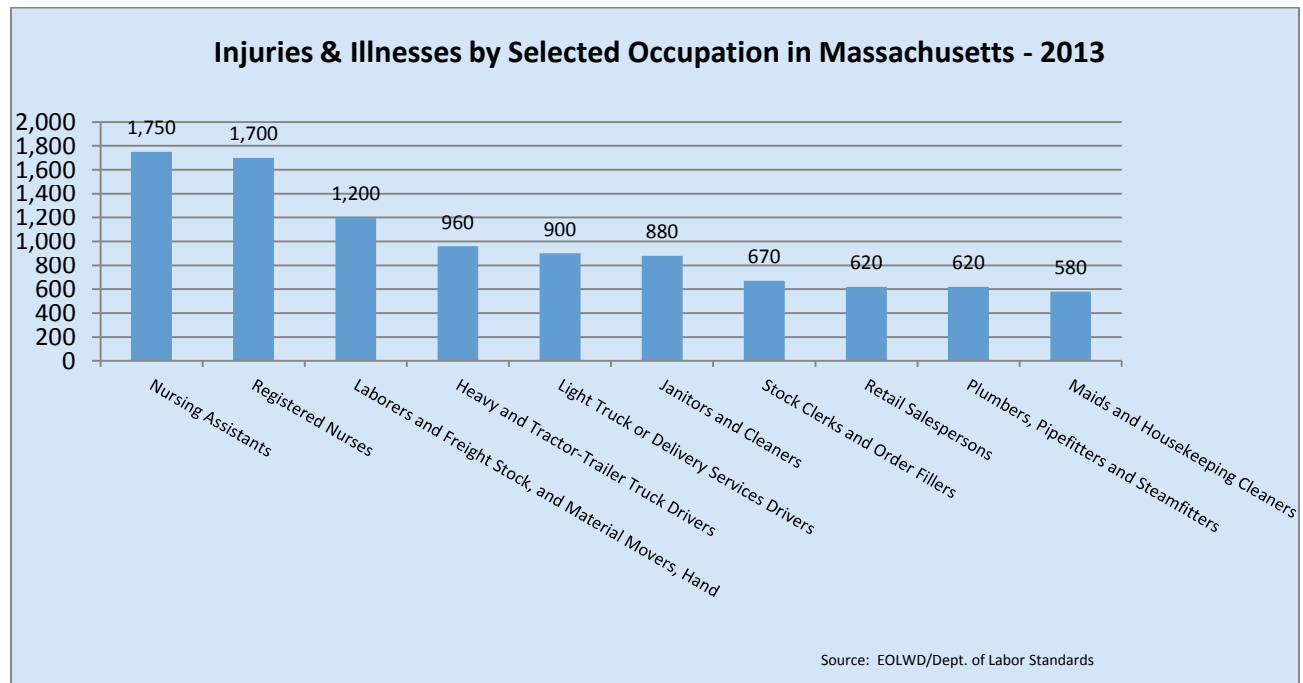 Injuries & Illnesses by Selected Occupation in Massachusetts - 2013
2,000
1,800
1,600
1,400
1,200
1,000
800
600
400
200
0
1,750
1,700
1,200
960
900
880
670
620
620
580
Nursing Assistants
Registered Nurses
Laborers and Freight Stock, and Material Movers, Hand
Heavy and Tractor-Trailer Truck Drivers
Light Truck or Delivery Services Drivers
Janitors and Cleaners
Stock Clerks and Order Fillers
Retail Salespersons
Plumbers, Pipefitters and Steamfitters
Maids and Housekeeping Cleaners
Source: EOLWD/Dept. of Labor Standards